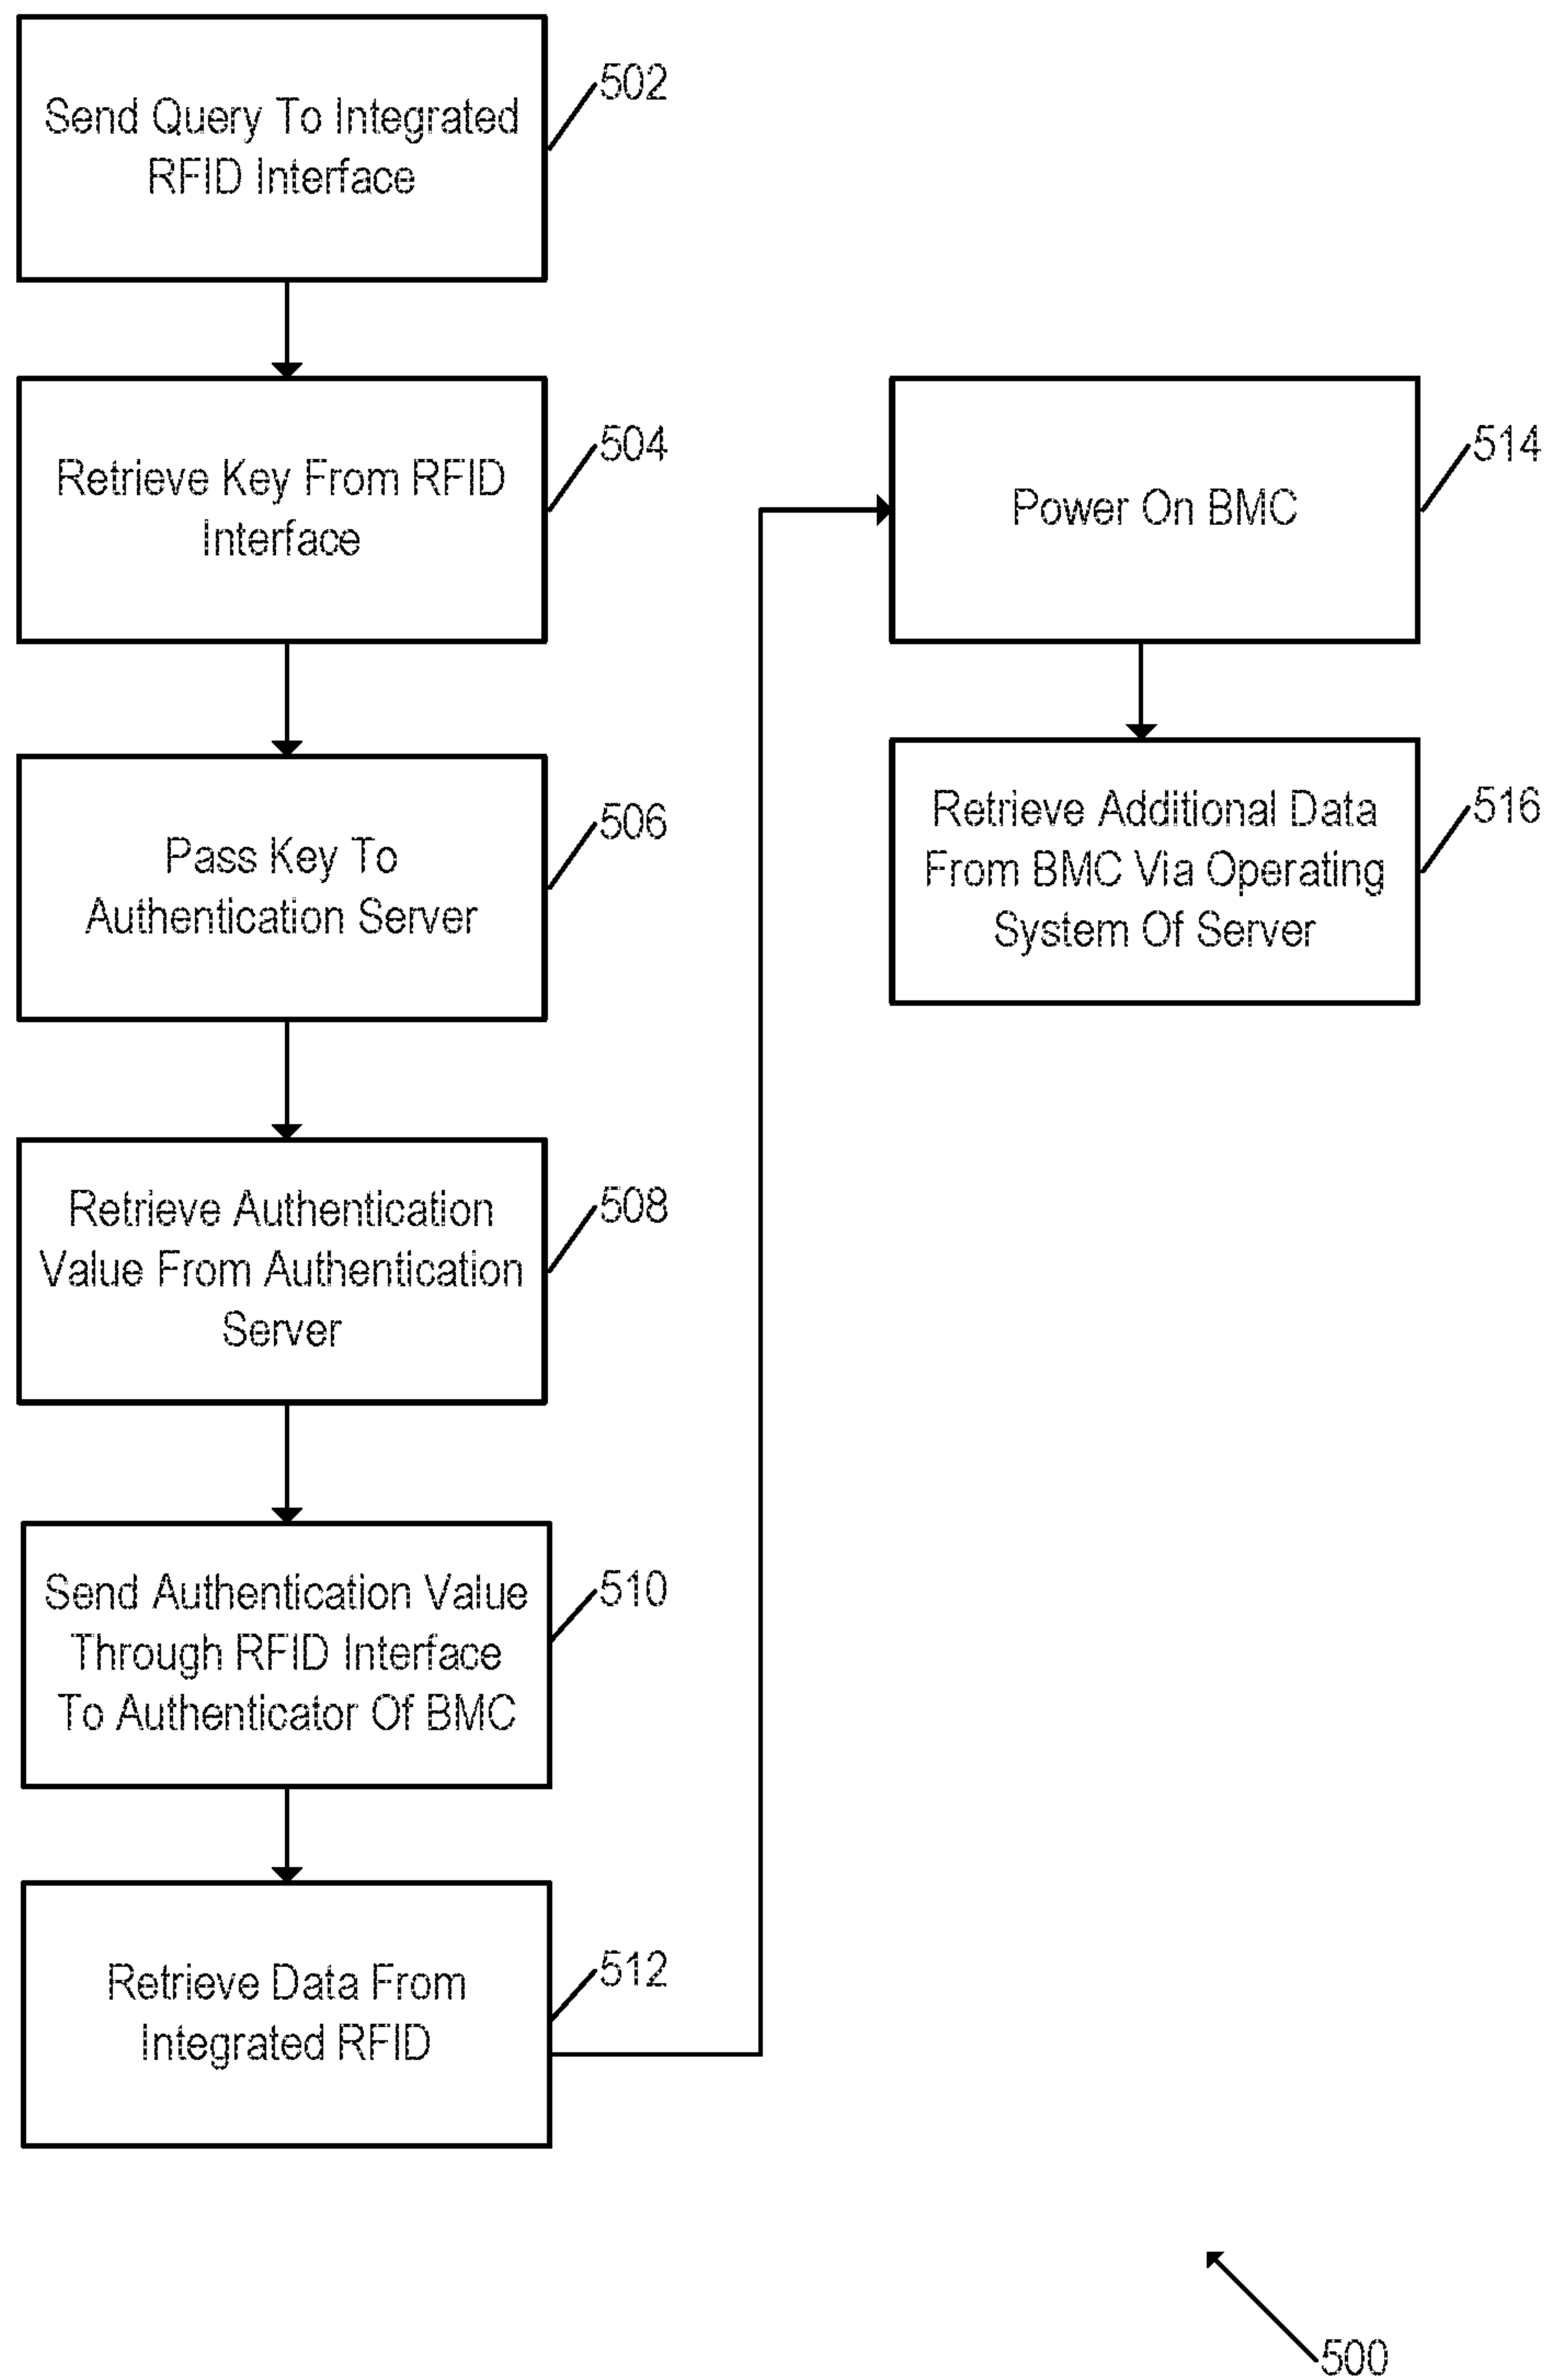 Send Query To Integrated
RFID Interface
502
Retrieve Key From RFID
Interface
504
Pass Key To
Authentication Server
506
Retrieve Authentication
Value From Authentication
Server
508
Send Authentication Value
Through RFID Interface
To Authenticator Of BMC
510
Retrieve Data From
Integrated RFID
512
Power On BMC
514
Retrieve Additional Data
From BMC Via Operating
System Of Server
516
500